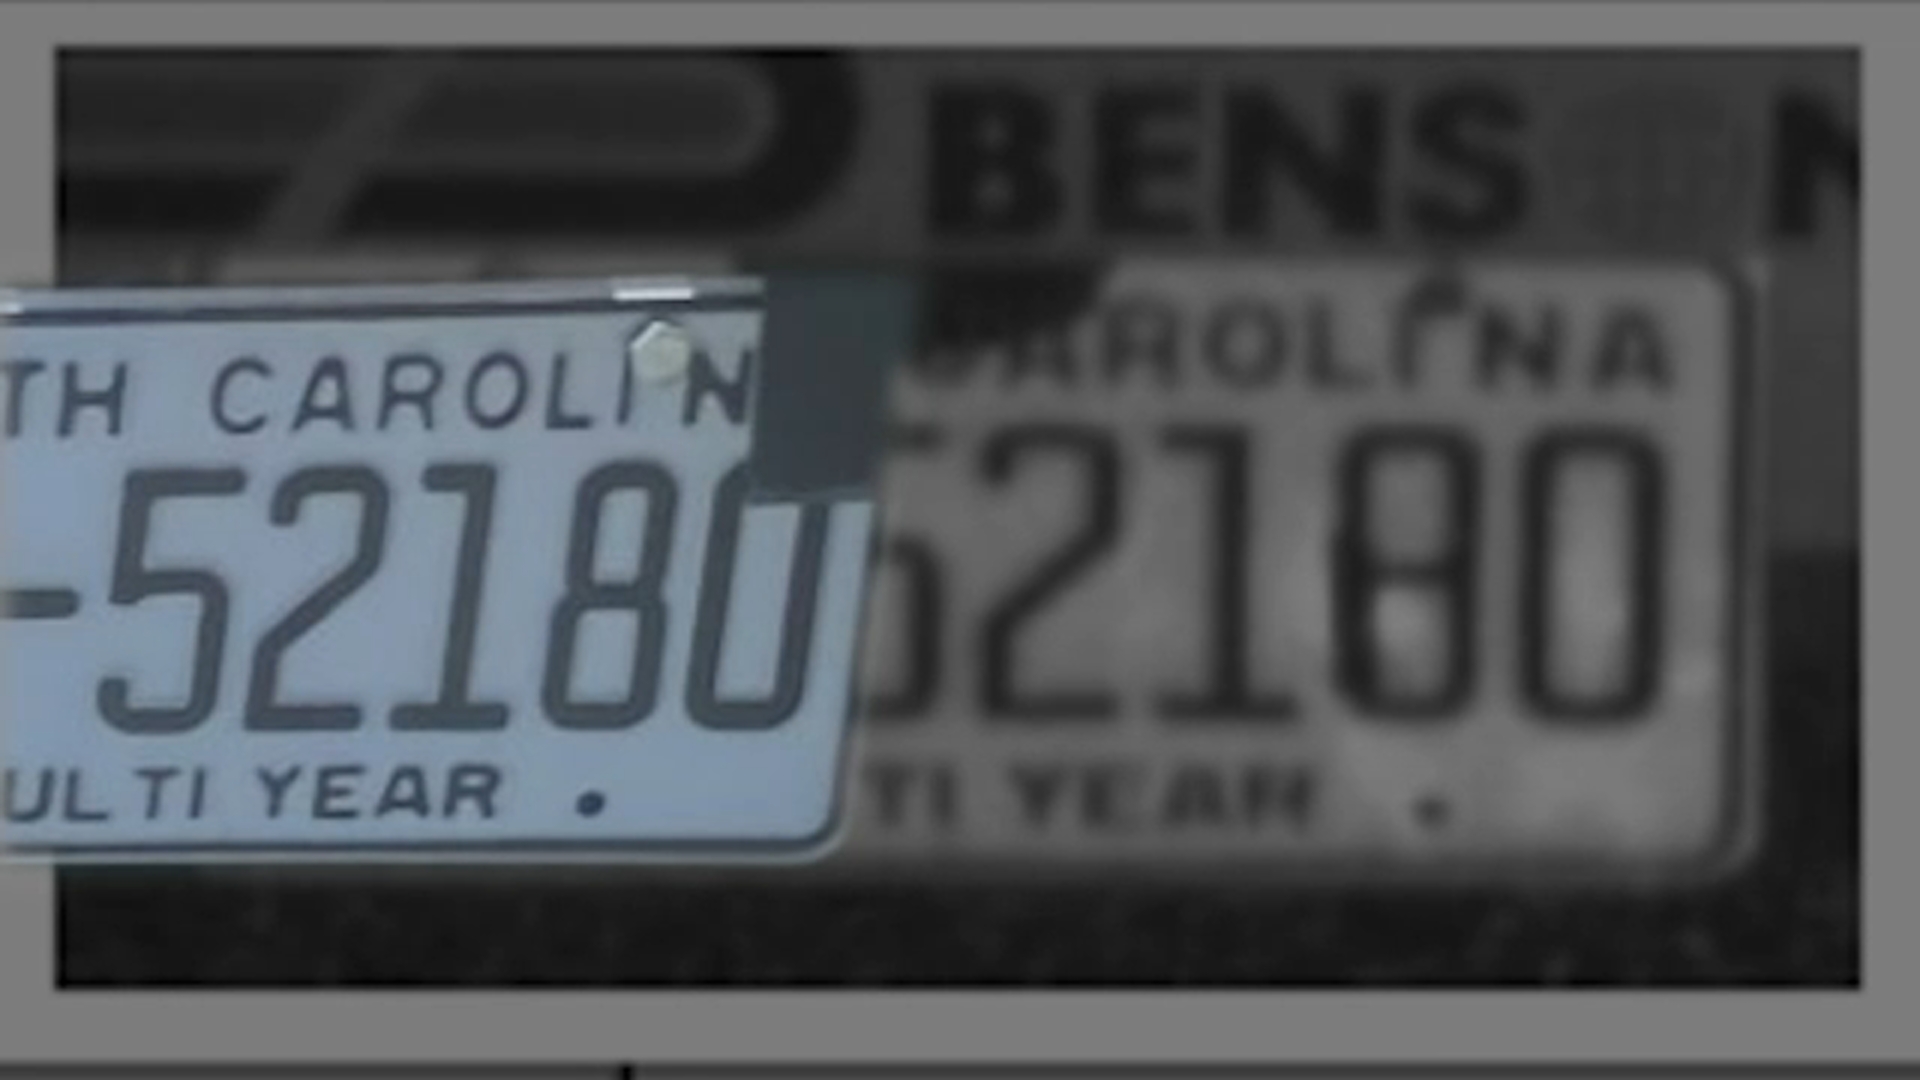 BENS N
TH CAROLIN
-52180
ULTI YEAR •
CAROLINA
52180
TI YEAR •